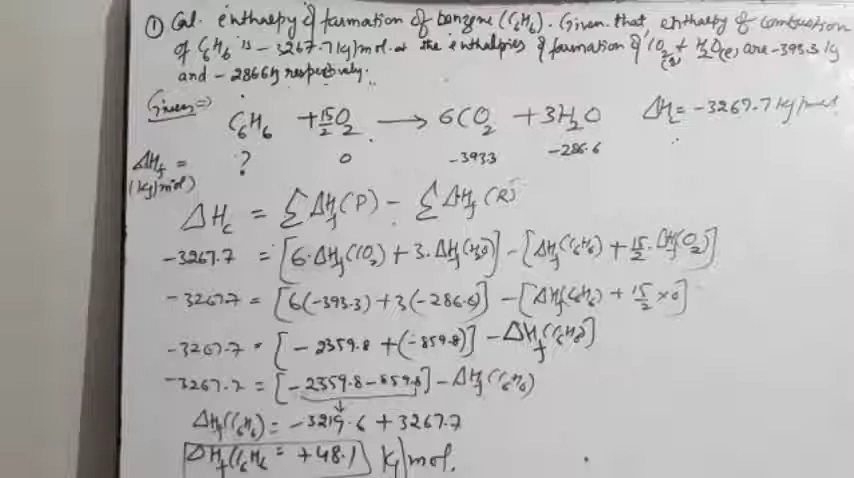 ① Cal. enthalpy of formation of benzene (C6H6). Given that, enthalpy of combustion
of C6H6 is -3267.7 kJ/mol. at the enthalpies of formation of CO2(g) + H2O(l) are -393.3 kJ
and - 286.6 kJ respectively.
Given ⇒
C6H6 + 15/2 O2 ⟶ 6CO2 + 3H2O ΔHc = -3267.7 kJ/mol
ΔHf = ? 0 -393.3 -286.6
(kJ/mol)
ΔHc = ΣΔHf(P) - ΣΔHf(R)
-3267.7 = [6.ΔHf(CO2) + 3.ΔHf(H2O)] - [ΔHf(C6H6) + 15/2.ΔHf(O2)]
-3267.7 = [6(-393.3) + 3(-286.6)] - [ΔHf(C6H6) + 15/2 × 0]
-3267.7 = [- 2359.8 + (-859.8)] - ΔHf(C6H6)]
-3267.7 = [- 2359.8 - 859.8] - ΔHf(C6H6)
ΔHf(C6H6) = -3219.6 + 3267.7
ΔHf(C6H6 = +48.1 kJ/mol.